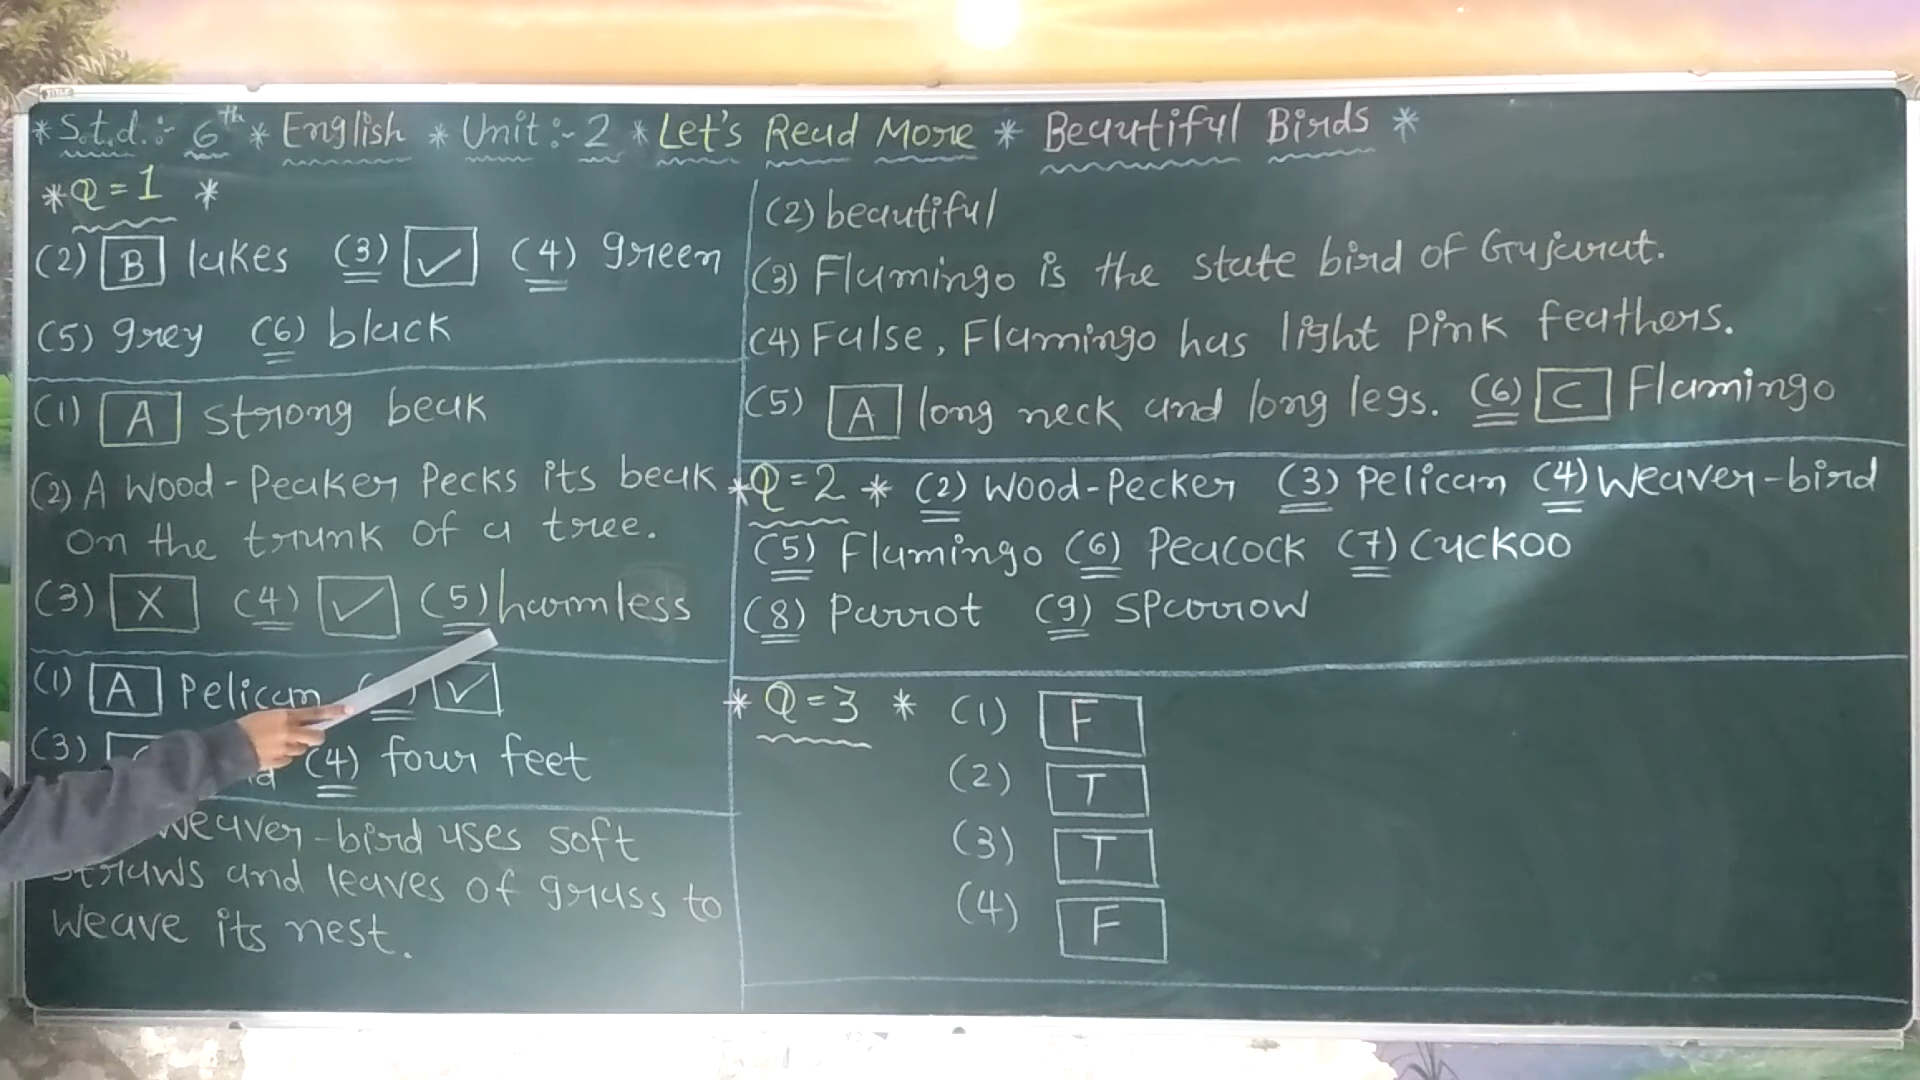 * S.t.d.:- 6th * English * Unit:- 2 * Let's Read More * Beautiful Birds *
* Q=1 *
(2) B lakes (3) ✓ (4) green
(5) grey (6) black
(1) A strong beak
(2) A Wood-Peaker Pecks its beak
on the trunk of a tree.
(3) X (4) ✓ (5) harmless
(1) A Pelican ✓
(3) (4) four feet
Weaver-bird uses soft
straws and leaves of grass to
weave its nest.
(2) beautiful
(3) Flamingo is the state bird of Gujarat.
(4) False, Flamingo has light Pink feathers.
(5) A long neck and long legs. (6) C Flamingo
* Q=2 * (2) Wood-Pecker (3) Pelican (4) Weaver-bird
(5) Flamingo (6) Peacock (7) Cuckoo
(8) Parrot (9) SParrow
* Q=3 * (1) F
(2) T
(3) T
(4) F